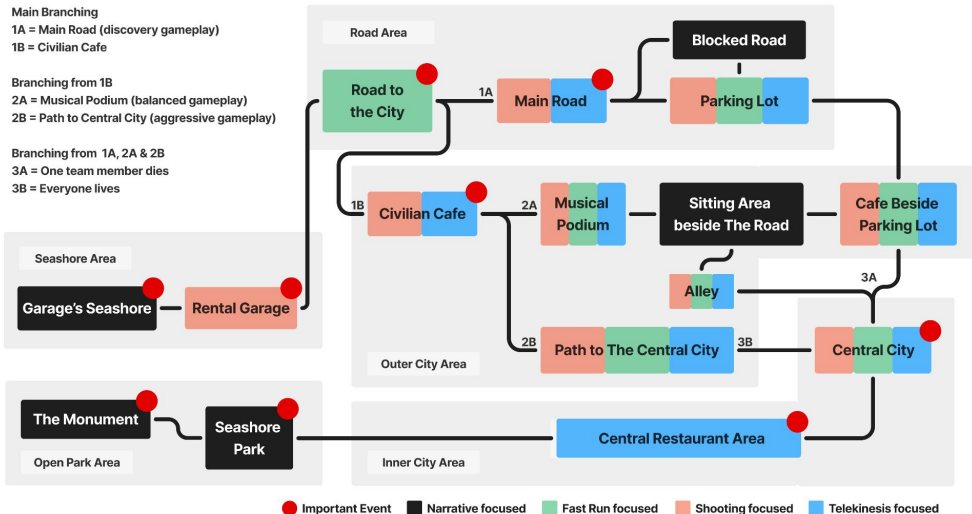 Main Branching
1A = Main Road (discovery gameplay)
1B = Civilian Cafe
Branching from 1B
2A = Musical Podium (balanced gameplay)
2B = Path to Central City (aggressive gameplay)
Branching from 1A, 2A & 2B
3A = One team member dies
3B = Everyone lives
Road Area
Blocked Road
Road to
the City
1A
Main Road
Parking Lot
1B
Civilian Cafe
2A
Musical
Podium
Sitting Area
beside The Road
Cafe Beside
Parking Lot
Seashore Area
Garage's Seashore
Rental Garage
Alley
3A
2B
Path to The Central City
3B
Central City
Outer City Area
The Monument
Seashore
Park
Central Restaurant Area
Open Park Area
Inner City Area
Important Event
Narrative focused
Fast Run focused
Shooting focused
Telekinesis focused